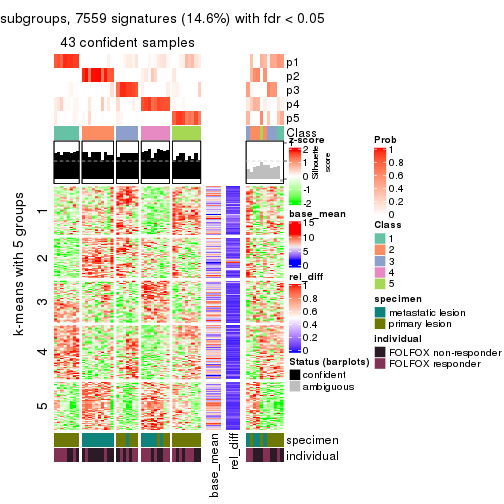 subgroups, 7559 signatures (14.6%) with fdr < 0.05
43 confident samples
p1
p2
p3
p4
p5
Class
z-score
2
1
0
-1
-2
Silhouette
score
1
base_mean
15
10
5
0
rel_diff
1
0.8
0.6
0.4
0.2
0
Status (barplots)
confident
ambiguous
Prob
1
0.8
0.6
0.4
0.2
0
Class
1
2
3
4
5
specimen
metastatic lesion
primary lesion
individual
FOLFOX non-responder
FOLFOX responder
k-means with 5 groups
1
2
3
4
5
specimen
individual
base_mean
rel_diff